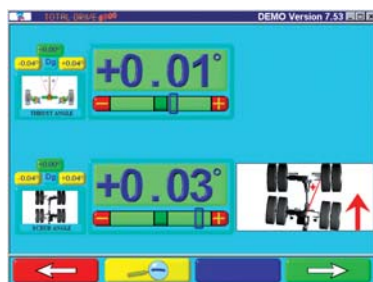 TOTAL-DRIVE 4000
DEMO Version 7.53
+0.00°
-0.04° Dg +0.04°
THRUST ANGLE
+0.01°
- +
+0.00°
-0.04° Dg +0.04°
SCRUB ANGLE
+0.03°
- +